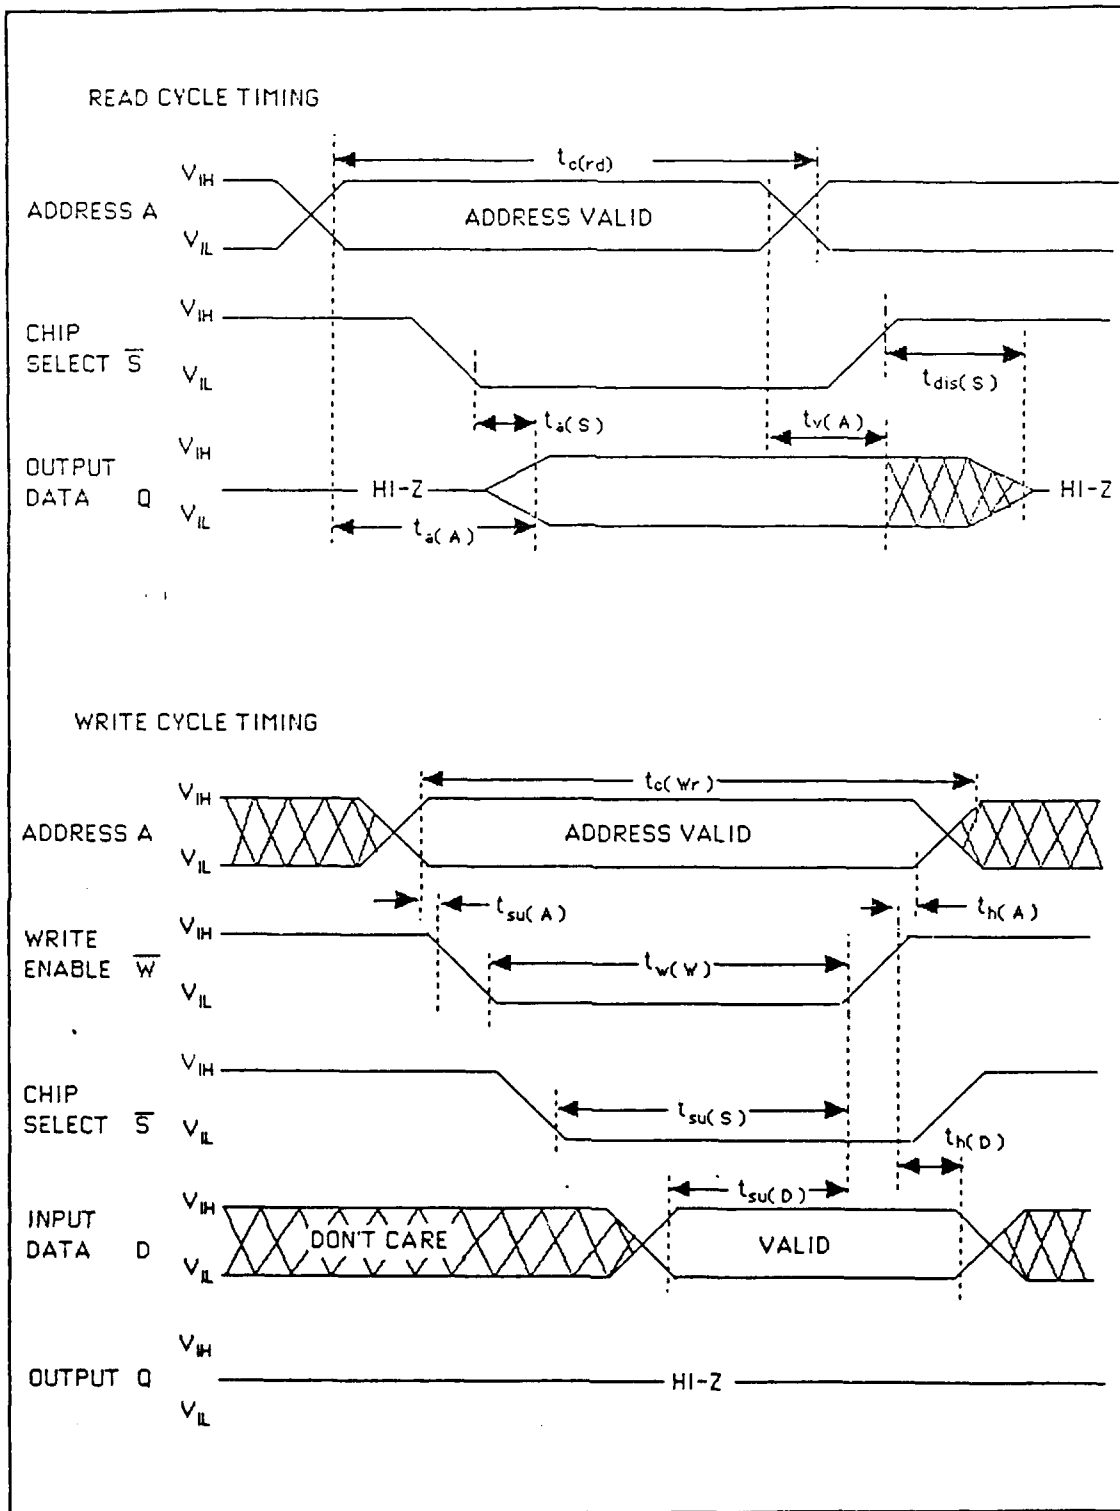 READ CYCLE TIMING
t_c(rd)
V_IH
ADDRESS A
ADDRESS VALID
V_IL
V_IH
CHIP
SELECT S̅
V_IL
t_dis(S)
t_a(S)
t_v(A)
V_IH
OUTPUT
DATA Q
HI-Z
HI-Z
V_IL
t_a(A)
WRITE CYCLE TIMING
t_c(Wr)
V_IH
ADDRESS A
ADDRESS VALID
V_IL
t_su(A)
t_h(A)
V_IH
WRITE
ENABLE W̅
t_w(W)
V_IL
V_IH
CHIP
SELECT S̅
t_su(S)
V_IL
t_h(D)
t_su(D)
V_IH
INPUT
DATA D
DON'T CARE
VALID
V_IL
V_IH
OUTPUT Q
HI-Z
V_IL